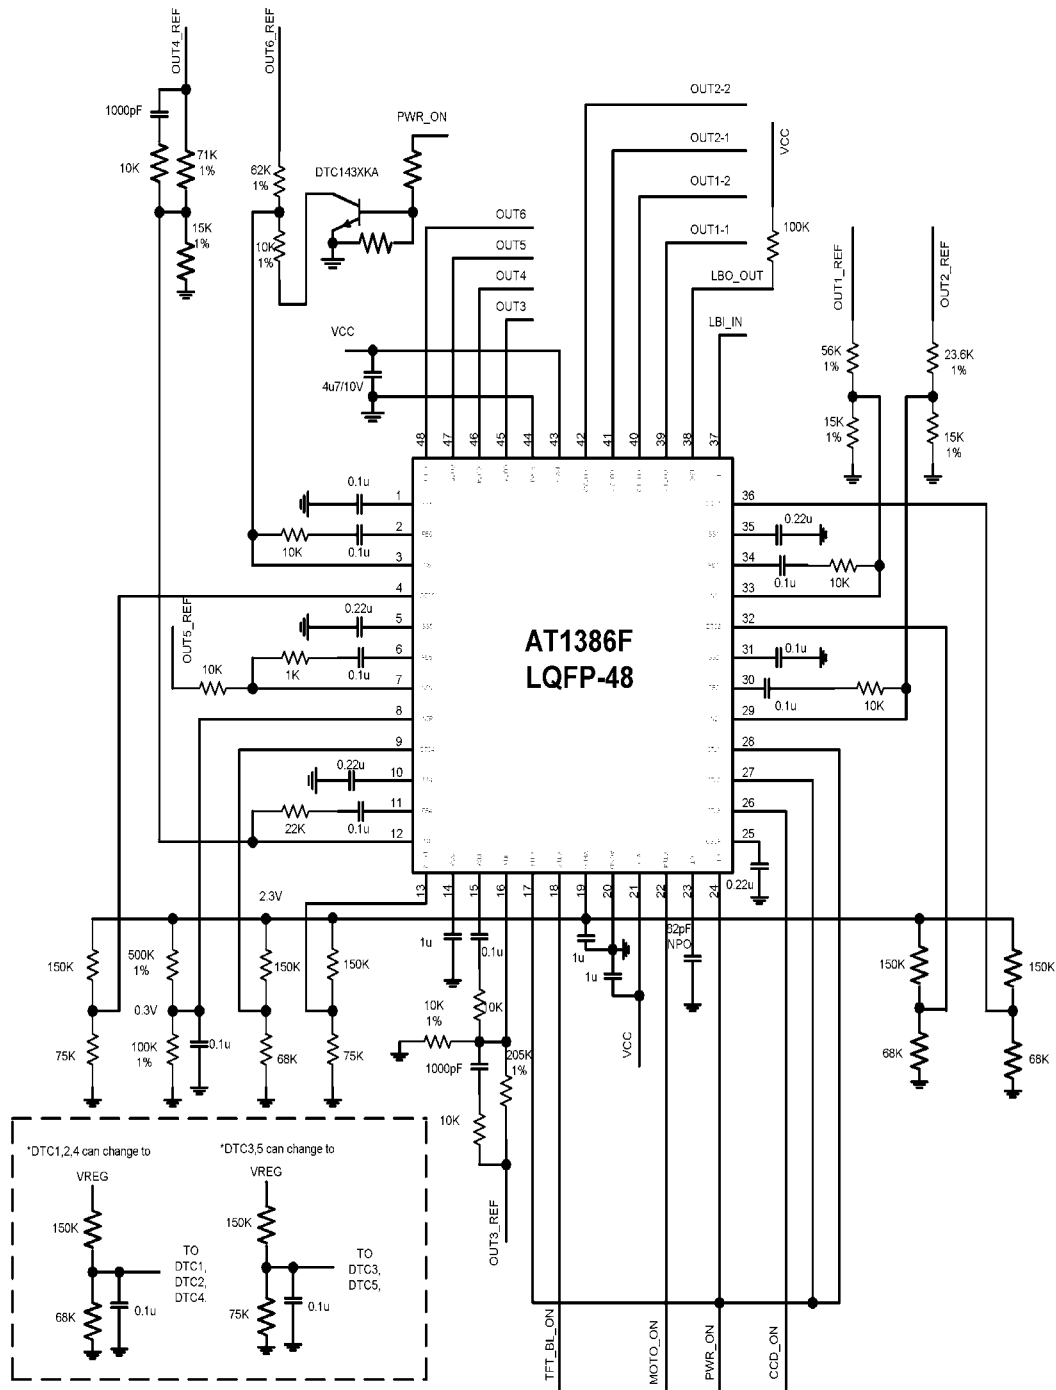 OUT4_REF
OUT6_REF
1000pF
10K
71K
1%
15K
1%
62K
1%
10K
1%
DTC143XKA
PWR_ON
OUT6
OUT5
OUT4
OUT3
OUT2-2
OUT2-1
OUT1-2
OUT1-1
LBO_OUT
LBI_IN
VCC
100K
OUT1_REF
OUT2_REF
56K
1%
15K
1%
23.6K
1%
15K
1%
VCC
4u7/10V
48
47
46
45
44
43
42
41
40
39
38
37
0.1u
1
10K
0.1u
2
3
4
OUT5_REF
0.22u
5
1K
0.1u
6
10K
7
8
9
0.22u
10
22K
0.1u
11
12
AT1386F
LQFP-48
36
0.22u
35
34
0.1u
10K
33
32
31
0.1u
30
0.1u
10K
29
28
27
26
25
0.22u
13
14
15
16
17
18
19
20
21
22
23
24
2.3V
150K
500K
1%
150K
150K
0.3V
75K
100K
1%
0.1u
68K
75K
1u
0.1u
10K
10K
1%
1000pF
205K
1%
10K
OUT3_REF
1u
1u
VCC
82pF
NPO
150K
68K
150K
68K
*DTC1,2,4 can change to
VREG
150K
68K
0.1u
TO
DTC1,
DTC2,
DTC4.
*DTC3,5 can change to
VREG
150K
75K
0.1u
TO
DTC3,
DTC5,
TFT_BL_ON
MOTO_ON
PWR_ON
CCD_ON